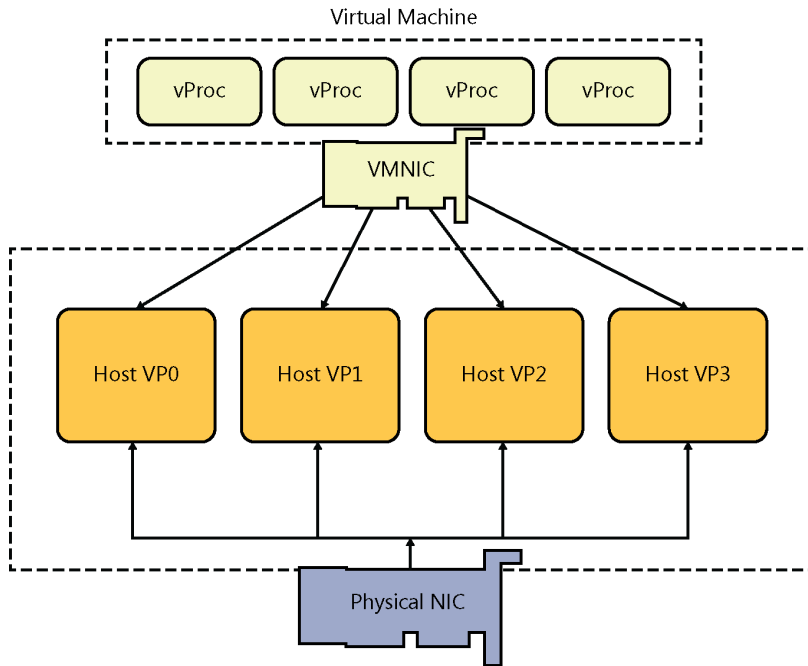 Virtual Machine
vProc
vProc
vProc
vProc
VMNIC
Host VP0
Host VP1
Host VP2
Host VP3
Physical NIC